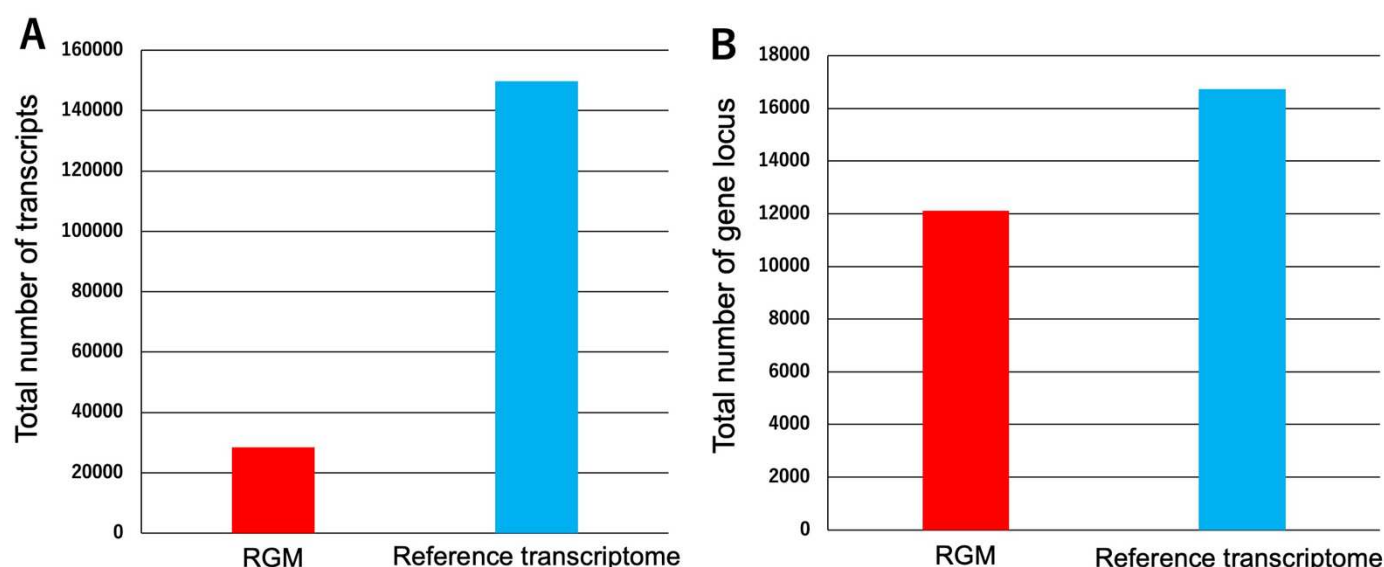 A
Total number of transcripts
160000
140000
120000
100000
80000
60000
40000
20000
0
RGM
Reference transcriptome
B
Total number of gene locus
18000
16000
14000
12000
10000
8000
6000
4000
2000
0
RGM
Reference transcriptome